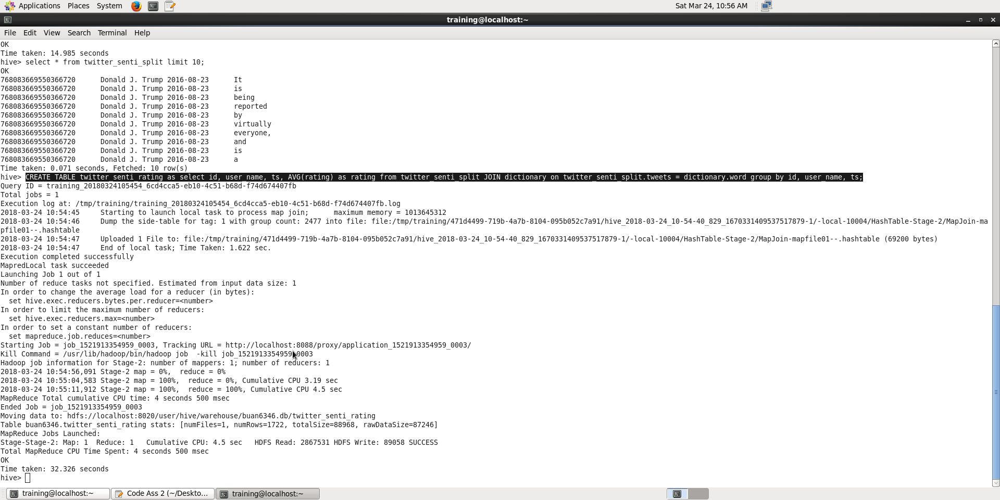 Applications Places System Sat Mar 24, 10:56 AM
training@localhost:~
File Edit View Search Terminal Help
OK
Time taken: 14.985 seconds
hive> select * from twitter_senti_split limit 10;
OK
768083669550366720 Donald J. Trump 2016-08-23 It
768083669550366720 Donald J. Trump 2016-08-23 is
768083669550366720 Donald J. Trump 2016-08-23 being
768083669550366720 Donald J. Trump 2016-08-23 reported
768083669550366720 Donald J. Trump 2016-08-23 by
768083669550366720 Donald J. Trump 2016-08-23 virtually
768083669550366720 Donald J. Trump 2016-08-23 everyone,
768083669550366720 Donald J. Trump 2016-08-23 and
768083669550366720 Donald J. Trump 2016-08-23 is
768083669550366720 Donald J. Trump 2016-08-23 a
Time taken: 0.071 seconds, Fetched: 10 row(s)
hive> CREATE TABLE twitter_senti_rating as select id, user_name, ts, AVG(rating) as rating from twitter_senti_split JOIN dictionary on twitter_senti_split.tweets = dictionary.word group by id, user_name, ts;
Query ID = training_20180324105454_6cd4cca5-eb10-4c51-b68d-f74d674407fb
Total jobs = 1
Execution log at: /tmp/training/training_20180324105454_6cd4cca5-eb10-4c51-b68d-f74d674407fb.log
2018-03-24 10:54:45 Starting to launch local task to process map join; maximum memory = 1013645312
2018-03-24 10:54:46 Dump the side-table for tag: 1 with group count: 2477 into file: file:/tmp/training/471d4499-719b-4a7b-8104-095b052c7a91/hive_2018-03-24_10-54-40_829_1670331409537517879-1/-local-10004/HashTable-Stage-2/MapJoin-ma
pfile01--.hashtable
2018-03-24 10:54:47 Uploaded 1 File to: file:/tmp/training/471d4499-719b-4a7b-8104-095b052c7a91/hive_2018-03-24_10-54-40_829_1670331409537517879-1/-local-10004/HashTable-Stage-2/MapJoin-mapfile01--.hashtable (69200 bytes)
2018-03-24 10:54:47 End of local task; Time Taken: 1.622 sec.
Execution completed successfully
MapredLocal task succeeded
Launching Job 1 out of 1
Number of reduce tasks not specified. Estimated from input data size: 1
In order to change the average load for a reducer (in bytes):
set hive.exec.reducers.bytes.per.reducer=<number>
In order to limit the maximum number of reducers:
set hive.exec.reducers.max=<number>
In order to set a constant number of reducers:
set mapreduce.job.reduces=<number>
Starting Job = job_1521913354959_0003, Tracking URL = http://localhost:8088/proxy/application_1521913354959_0003/
Kill Command = /usr/lib/hadoop/bin/hadoop job -kill job_1521913354959_0003
Hadoop job information for Stage-2: number of mappers: 1; number of reducers: 1
2018-03-24 10:54:56,091 Stage-2 map = 0%, reduce = 0%
2018-03-24 10:55:04,583 Stage-2 map = 100%, reduce = 0%, Cumulative CPU 3.19 sec
2018-03-24 10:55:11,912 Stage-2 map = 100%, reduce = 100%, Cumulative CPU 4.5 sec
MapReduce Total cumulative CPU time: 4 seconds 500 msec
Ended Job = job_1521913354959_0003
Moving data to: hdfs://localhost:8020/user/hive/warehouse/buan6346.db/twitter_senti_rating
Table buan6346.twitter_senti_rating stats: [numFiles=1, numRows=1722, totalSize=88968, rawDataSize=87246]
MapReduce Jobs Launched:
Stage-Stage-2: Map: 1 Reduce: 1 Cumulative CPU: 4.5 sec HDFS Read: 2867531 HDFS Write: 89058 SUCCESS
Total MapReduce CPU Time Spent: 4 seconds 500 msec
OK
Time taken: 32.326 seconds
hive>
training@localhost:~ Code Ass 2 (~/Deskto... training@localhost:~